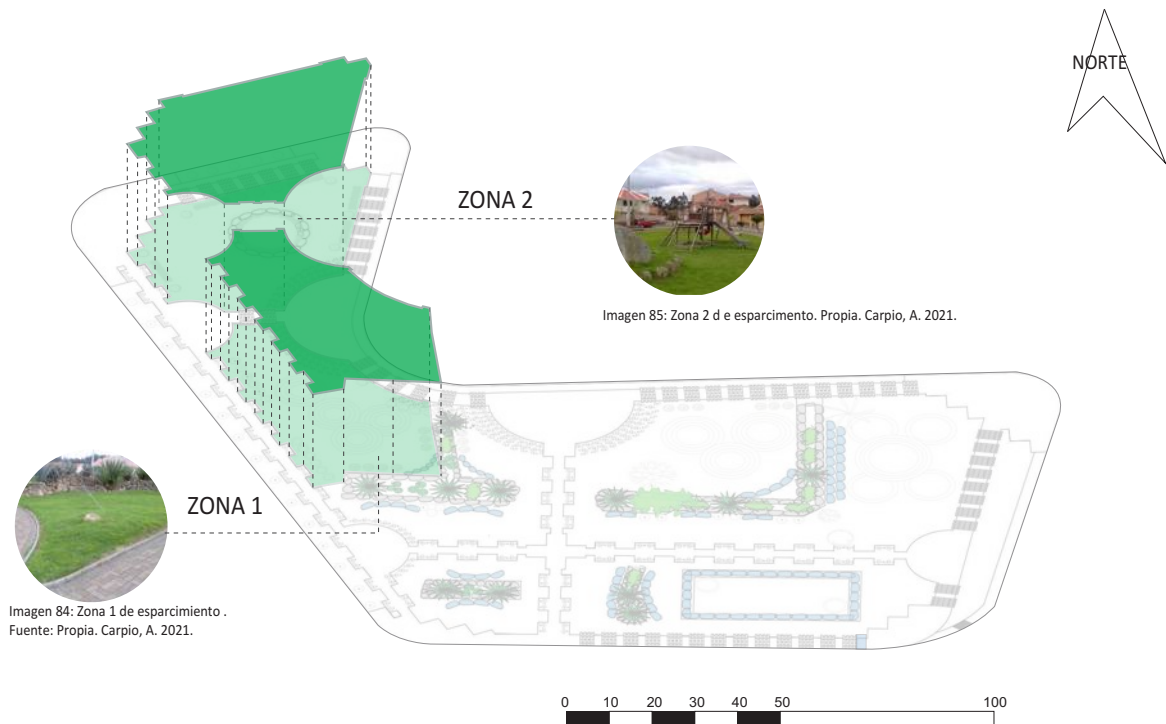 NORTE
ZONA 2
Imagen 85: Zona 2 d e esparcimento. Propia. Carpio, A. 2021.
ZONA 1
Imagen 84: Zona 1 de esparcimiento .
Fuente: Propia. Carpio, A. 2021.
0 10 20 30 40 50 100